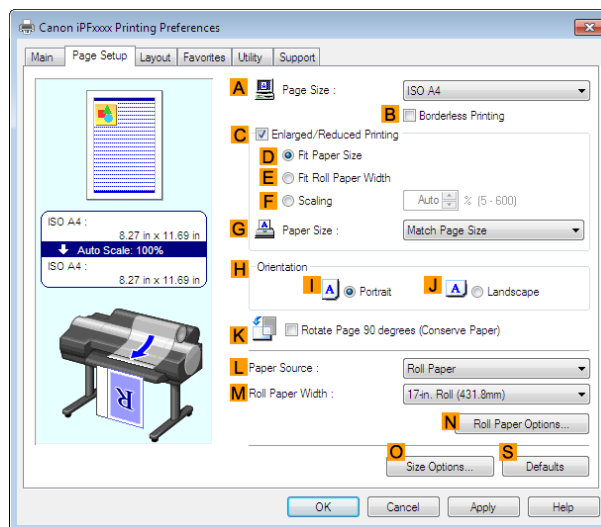 Canon iPFxxxx Printing Preferences
Main Page Setup Layout Favorites Utility Support
A Page Size : ISO A4
B Borderless Printing
C Enlarged/Reduced Printing
D Fit Paper Size
E Fit Roll Paper Width
F Scaling Auto % (5 - 600)
G A Paper Size : Match Page Size
ISO A4 :
8.27 in x 11.69 in
Auto Scale: 100%
ISO A4 :
8.27 in x 11.69 in
H Orientation
I A Portrait J A Landscape
K Rotate Page 90 degrees (Conserve Paper)
R
L Paper Source : Roll Paper
M Roll Paper Width : 17-in. Roll (431.8mm)
N Roll Paper Options...
O Size Options... S Defaults
OK Cancel Apply Help